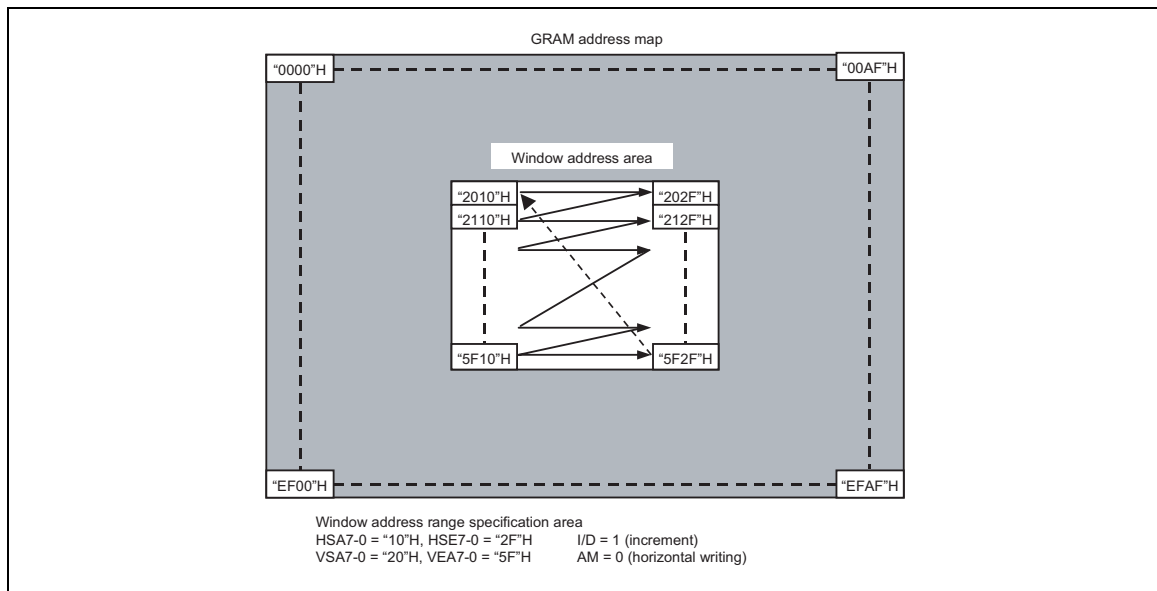 GRAM address map
“0000”H
“00AF”H
Window address area
“2010”H
“202F”H
“2110”H
“212F”H
“5F10”H
“5F2F”H
“EF00”H
“EFAF”H
Window address range specification area
HSA7-0 = “10”H, HSE7-0 = “2F”H I/D = 1 (increment)
VSA7-0 = “20”H, VEA7-0 = “5F”H AM = 0 (horizontal writing)